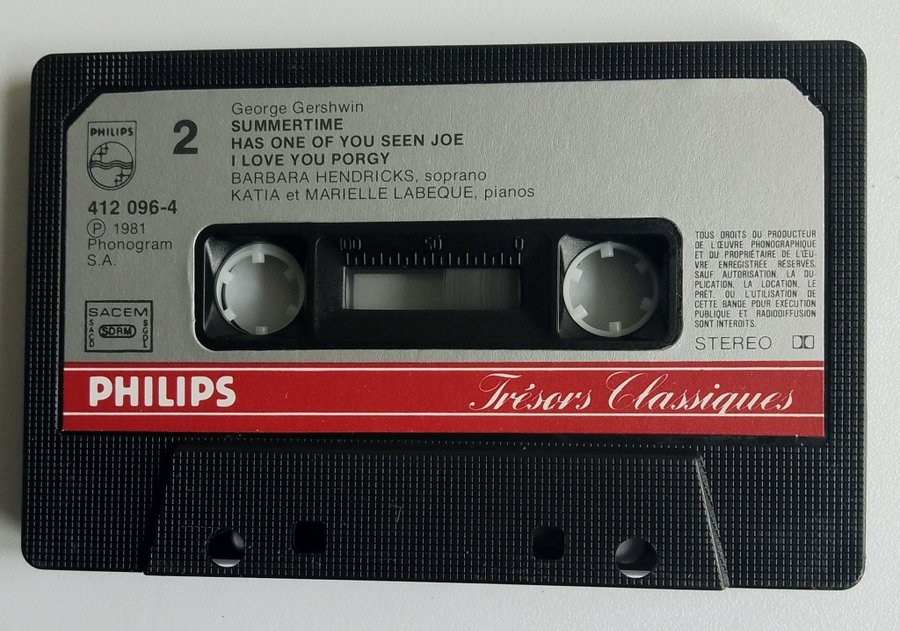 George Gershwin
SUMMERTIME
HAS ONE OF YOU SEEN JOE
I LOVE YOU PORGY
BARBARA HENDRICKS, soprano
KATIA et MARIELLE LABEQUE, pianos
PHILIPS
2
412 096-4
Ⓟ 1981
Phonogram
S.A.
SACEM
SACD
SDRM
SGDL
100 50 0
TOUS DROITS DU PRODUCTEUR
DE L'ŒUVRE PHONOGRAPHIQUE
ET DU PROPRIÉTAIRE DE L'ŒU-
VRE ENREGISTRÉE RÉSERVÉS.
SAUF AUTORISATION, LA DU-
PLICATION, LA LOCATION, LE
PRÊT, OU L'UTILISATION DE
CETTE BANDE POUR EXÉCUTION
PUBLIQUE ET RADIODIFFUSION
SONT INTERDITS.
STEREO
PHILIPS
Trésors Classiques